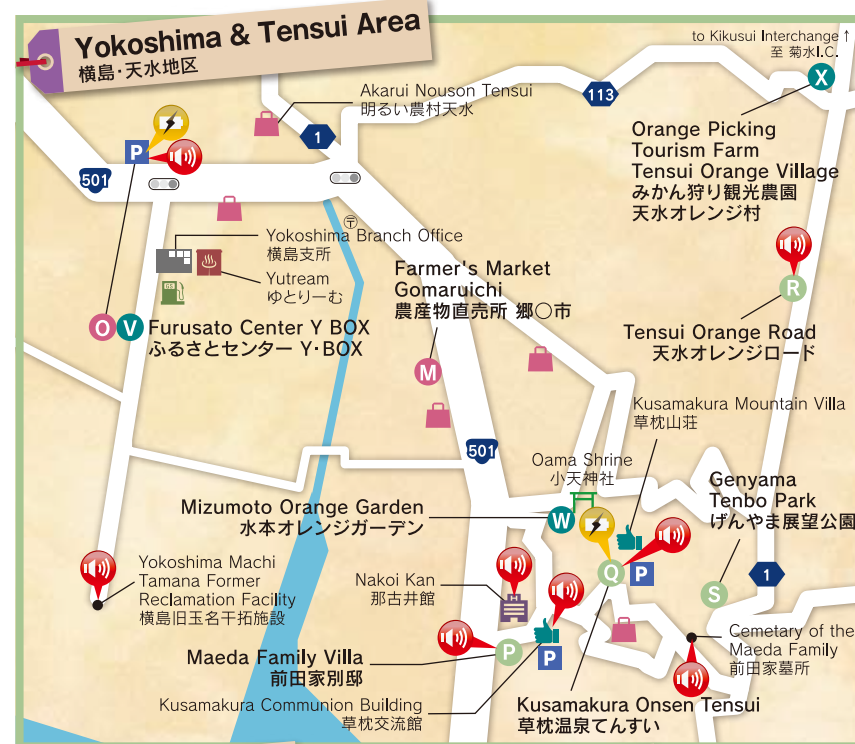 Yokoshima & Tensui Area
横島・天水地区
to Kikusui Interchange ↑
至 菊水I.C.
X
113
Akarui Nouson Tensui
明るい農村天水
1
Orange Picking
Tourism Farm
Tensui Orange Village
みかん狩り観光農園
天水オレンジ村
P
501
〒
Yokoshima Branch Office
横島支所
Yutream
ゆとりーむ
Farmer's Market
Gomaruichi
農産物直売所 郷○市
R
O V Furusato Center Y BOX
ふるさとセンター Y・BOX
Tensui Orange Road
天水オレンジロード
M
Kusamakura Mountain Villa
草枕山荘
501
Oama Shrine
小天神社
Genyama
Tenbo Park
げんやま展望公園
Mizumoto Orange Garden
水本オレンジガーデン
W
Yokoshima Machi
Tamana Former
Reclamation Facility
横島旧玉名干拓施設
Nakoi Kan
那古井館
Q
P
1
S
Maeda Family Villa
前田家別邸
P
P
Cemetary of the
Maeda Family
前田家墓所
Kusamakura Communion Building
草枕交流館
Kusamakura Onsen Tensui
草枕温泉てんすい